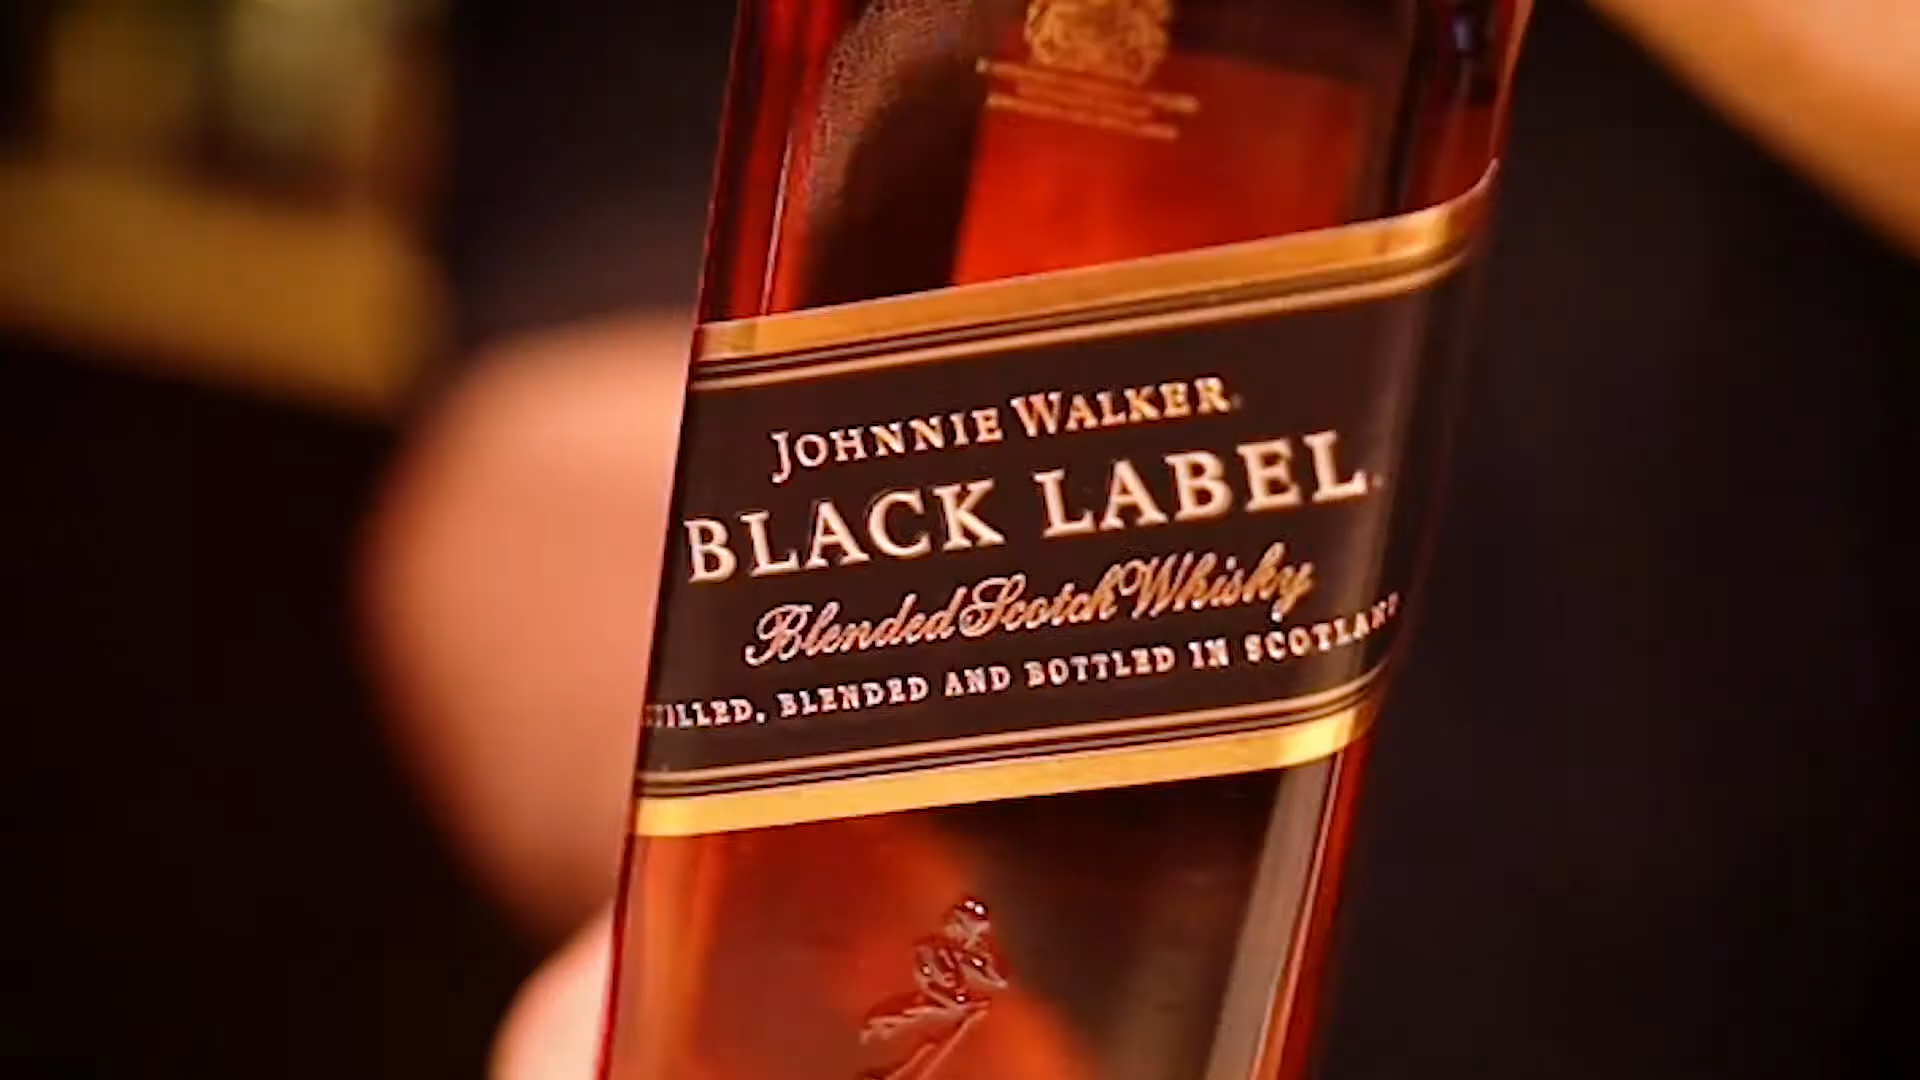 JOHNNIE WALKER.
BLACK LABEL.
Blended Scotch Whisky
BLENDED AND BOTTLED IN